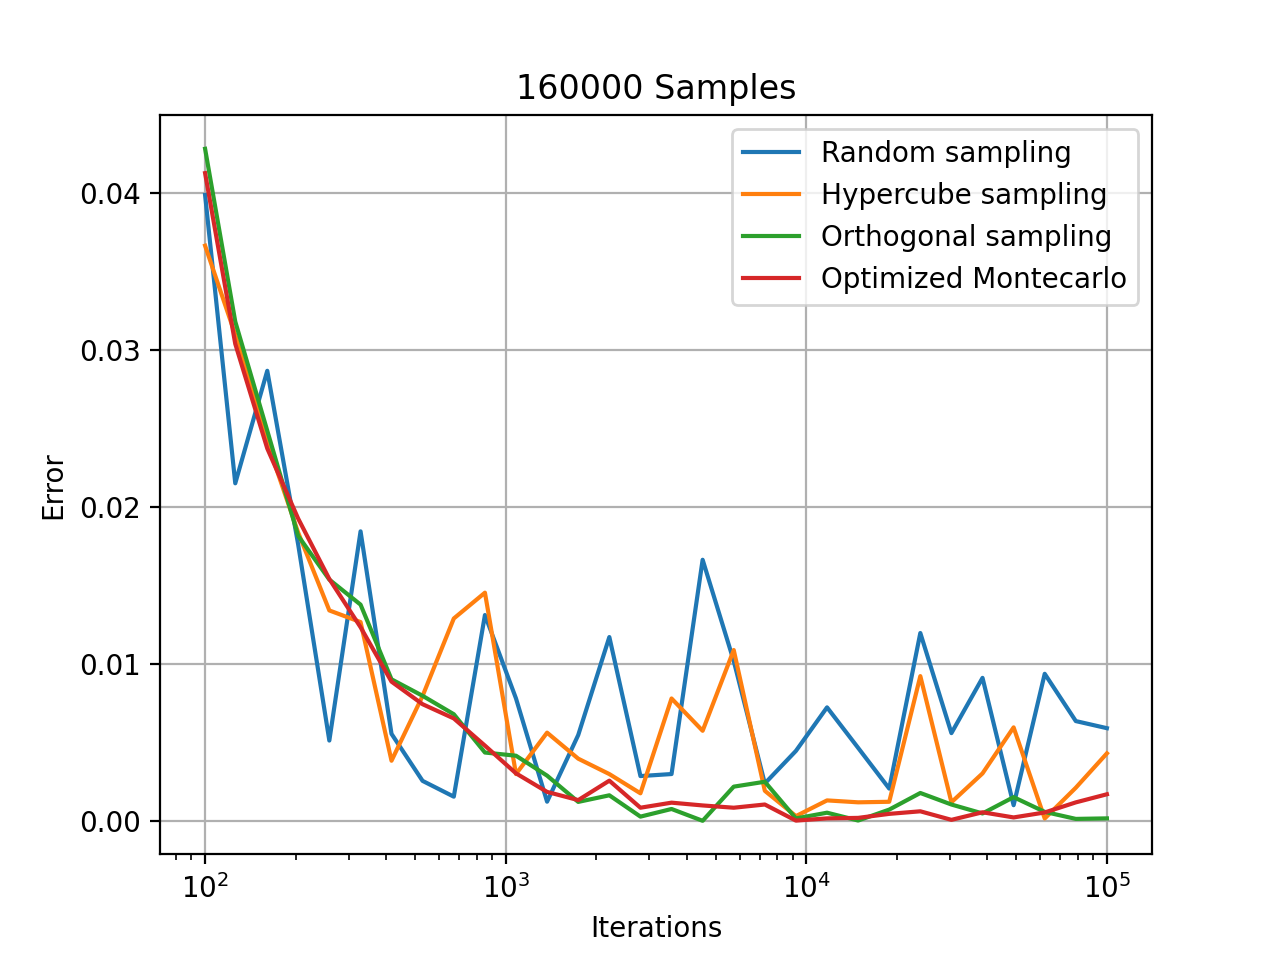 160000 Samples
Random sampling
Hypercube sampling
Orthogonal sampling
Optimized Montecarlo
0.04
0.03
0.02
0.01
0.00
Error
10² 10³ 10⁴ 10⁵
Iterations